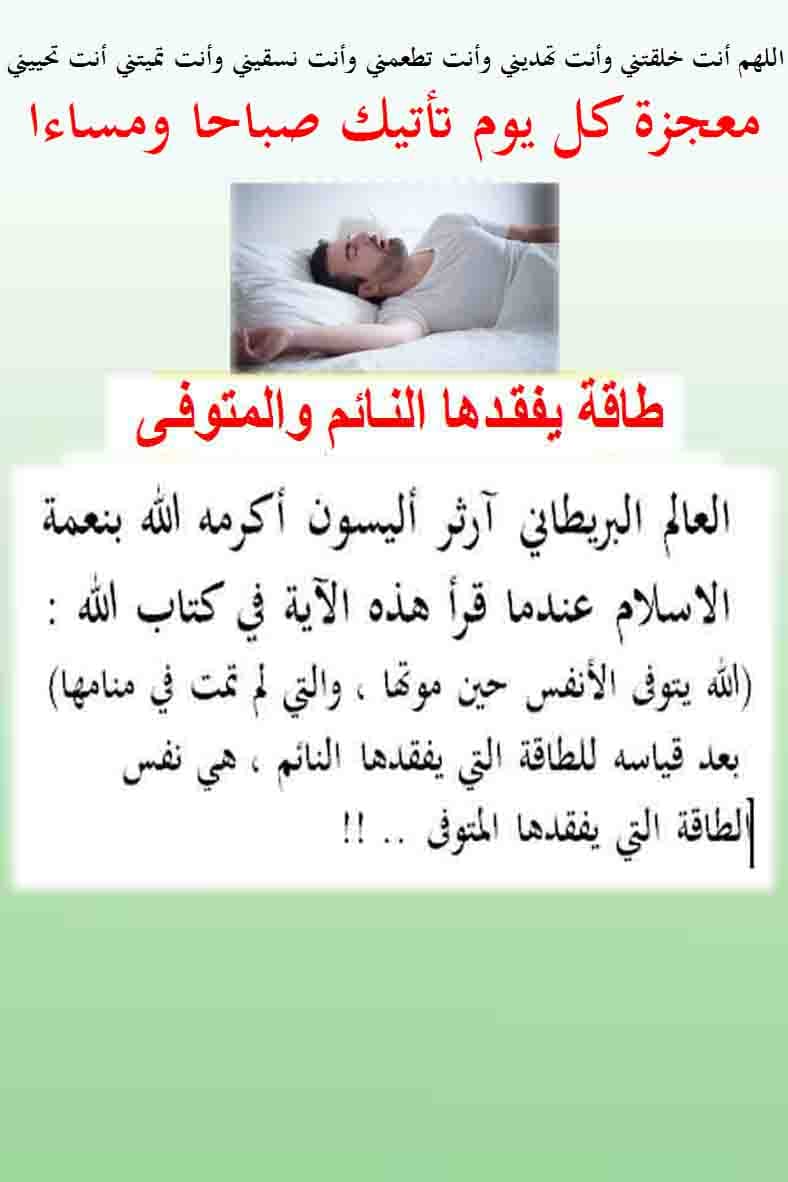 اللهم أنت خلقتني وأنت تهديني وأنت تطعمني وأنت نسقيني وأنت تميتني أنت تحييني
معجزة كل يوم تأتيك صباحا ومساءا
طاقة يفقدها النائم والمتوفى
العالم البريطاني آرثر أليسون أكرمه الله بنعمة
الاسلام عندما قرأ هذه الآية في كتاب الله :
(الله يتوفى الأنفس حين موتها ، والتي لم تمت في منامها)
بعد قياسه للطاقة التي يفقدها النائم ، هي نفس
الطاقة التي يفقدها المتوفى .. !!